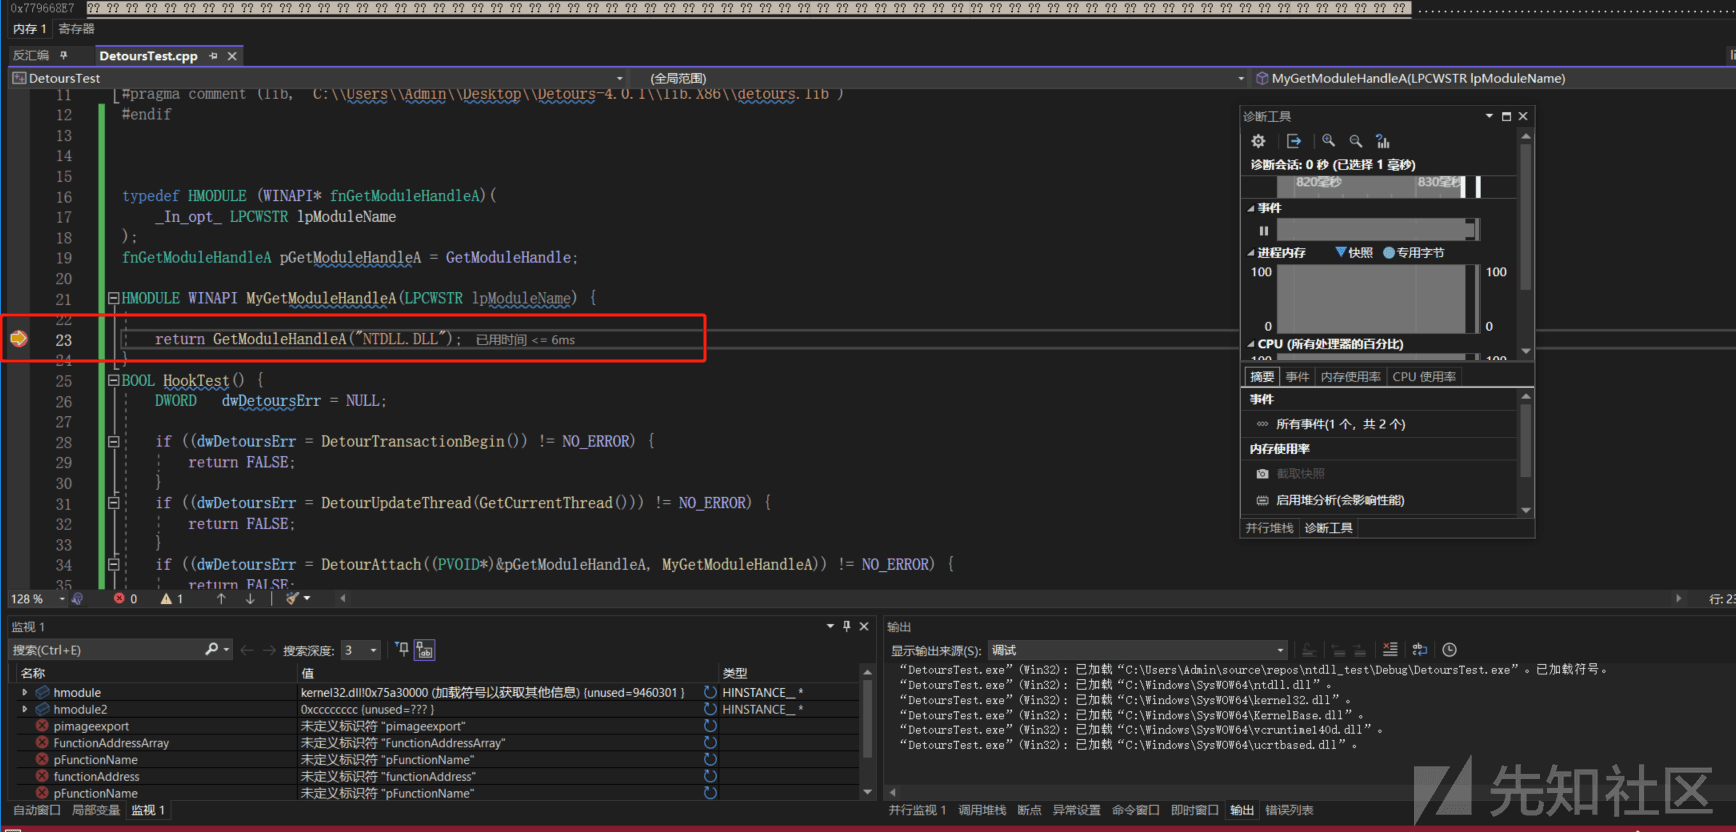 0x779668E7 ?? ?? ?? ?? ?? ?? ?? ?? ?? ?? ?? ?? ?? ?? ?? ?? ?? ?? ?? ?? ?? ?? ?? ?? ?? ?? ?? ?? ?? ?? ?? ?? ?? ?? ?? ?? ?? ?? ?? ?? ?? ?? ?? ?? ?? ?? ?? ?? ?? ?? ?? ?? ?? ?? ?? ?? ?? ?? ?? ?? ?? ?? ?? ?? ?? ?? ?? ?? ??
内存 1 寄存器
反汇编 DetoursTest.cpp
DetoursTest (全局范围) MyGetModuleHandleA(LPCWSTR lpModuleName)
11 #pragma comment (lib, C:\\Users\\Admin\\Desktop\\Detours-4.0.1\\lib.X86\\detours.lib )
12 #endif
13
14
15
16 typedef HMODULE (WINAPI* fnGetModuleHandleA)(
17 _In_opt_ LPCWSTR lpModuleName
18 );
19 fnGetModuleHandleA pGetModuleHandleA = GetModuleHandle;
20
21 HMODULE WINAPI MyGetModuleHandleA(LPCWSTR lpModuleName) {
22
23 return GetModuleHandleA("NTDLL.DLL"); 已用时间 <= 6ms
24 }
25 BOOL HookTest() {
26 DWORD dwDetoursErr = NULL;
27
28 if ((dwDetoursErr = DetourTransactionBegin()) != NO_ERROR) {
29 return FALSE;
30 }
31 if ((dwDetoursErr = DetourUpdateThread(GetCurrentThread())) != NO_ERROR) {
32 return FALSE;
33 }
34 if ((dwDetoursErr = DetourAttach((PVOID*)&pGetModuleHandleA, MyGetModuleHandleA)) != NO_ERROR) {
35 return FALSE;
128 % 0 1 行: 23
诊断工具
诊断会话: 0 秒 (已选择 1 毫秒)
820毫秒 830毫秒
事件
进程内存 快照 专用字节
100 100
0 0
CPU (所有处理器的百分比)
100 100
摘要 事件 内存使用率 CPU 使用率
事件
所有事件(1 个，共 2 个)
内存使用率
截取快照
启用堆分析(会影响性能)
并行堆栈 诊断工具
监视 1
搜索(Ctrl+E) 搜索深度: 3
名称 值 类型
hmodule kernel32.dll!0x75a30000 (加载符号以获取其他信息) {unused=9460301 } HINSTANCE__ *
hmodule2 0xcccccccc {unused=??? } HINSTANCE__ *
pimageexport 未定义标识符 "pimageexport"
FunctionAddressArray 未定义标识符 "FunctionAddressArray"
pFunctionName 未定义标识符 "pFunctionName"
functionAddress 未定义标识符 "functionAddress"
pFunctionName 未定义标识符 "pFunctionName"
自动窗口 局部变量 监视 1
输出
显示输出来源(S): 调试
“DetoursTest.exe”(Win32): 已加载“C:\Users\Admin\source\repos\ntdll_test\Debug\DetoursTest.exe”。已加载符号。
“DetoursTest.exe”(Win32): 已加载“C:\Windows\SysWOW64\ntdll.dll”。
“DetoursTest.exe”(Win32): 已加载“C:\Windows\SysWOW64\kernel32.dll”。
“DetoursTest.exe”(Win32): 已加载“C:\Windows\SysWOW64\KernelBase.dll”。
“DetoursTest.exe”(Win32): 已加载“C:\Windows\SysWOW64\vcruntime140d.dll”。
“DetoursTest.exe”(Win32): 已加载“C:\Windows\SysWOW64\ucrtbased.dll”。
并行监视 1 调用堆栈 断点 异常设置 命令窗口 即时窗口 输出 错误列表
先知社区